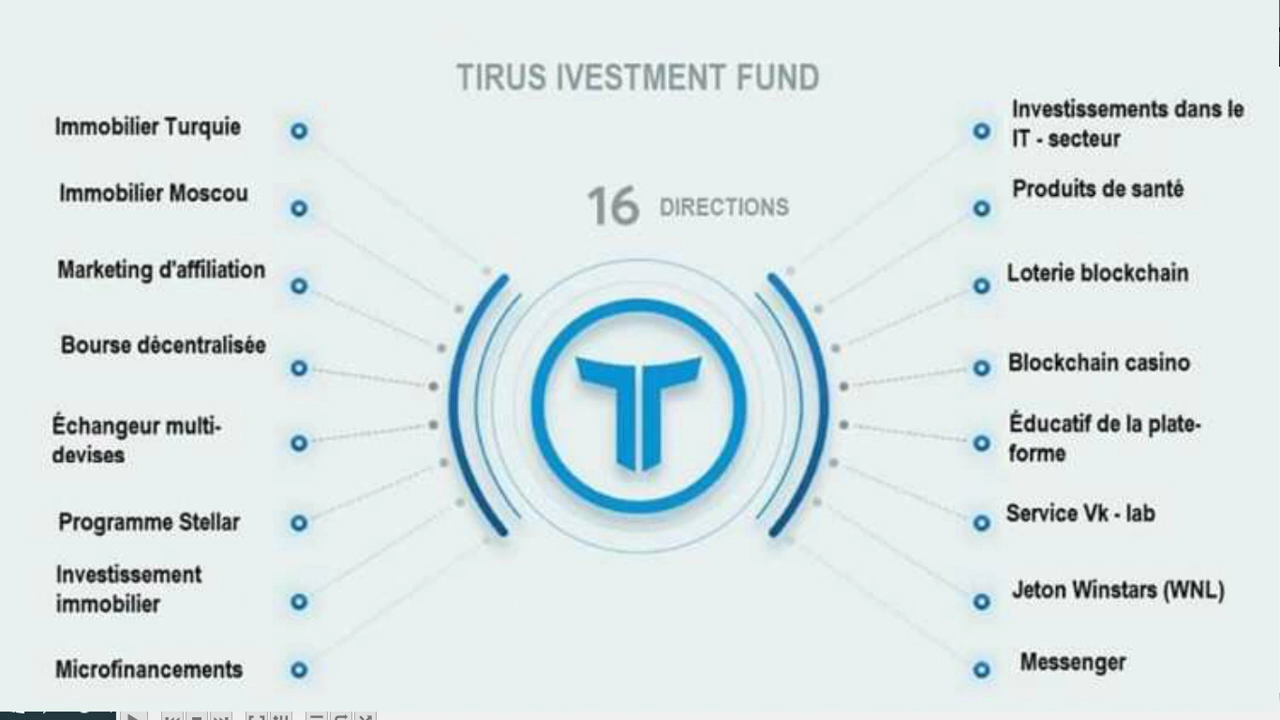 TIRUS IVESTMENT FUND
16 DIRECTIONS
Immobilier Turquie
Immobilier Moscou
Marketing d'affiliation
Bourse décentralisée
Échangeur multi-
devises
Programme Stellar
Investissement
immobilier
Microfinancements
Investissements dans le
IT - secteur
Produits de santé
Loterie blockchain
Blockchain casino
Éducatif de la plate-
forme
Service Vk - lab
Jeton Winstars (WNL)
Messenger